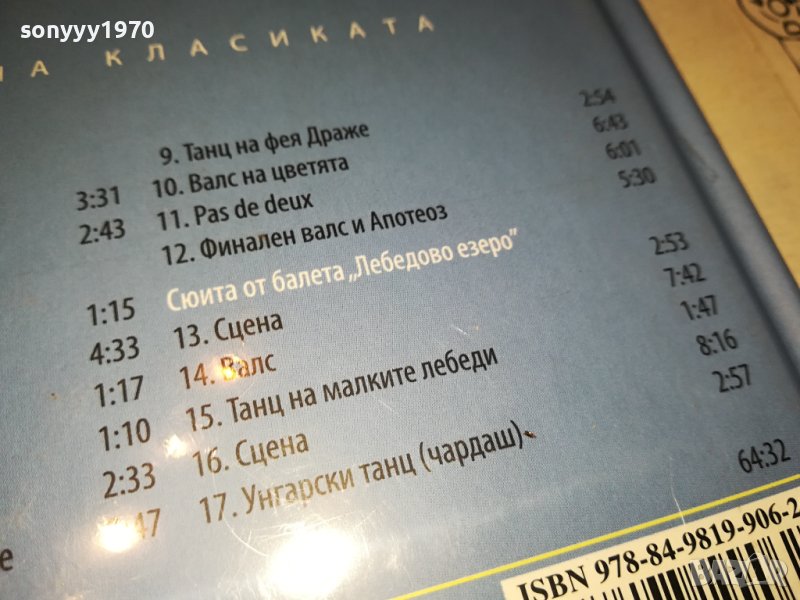 sonyyy1970
НА КЛАСИКАТА
9. Танц на фея Драже 2:54
3:31 10. Валс на цветята 6:43
2:43 11. Pas de deux 6:01
12. Финален валс и Апотеоз 5:30
1:15 Сюита от балета „Лебедово езеро"
4:33 13. Сцена 2:53
1:17 14. Валс 7:42
1:10 15. Танц на малките лебеди 1:47
2:33 16. Сцена 8:16
47 17. Унгарски танц (чардаш) 2:57
е 64:32
ISBN 978-84-9819-906-2